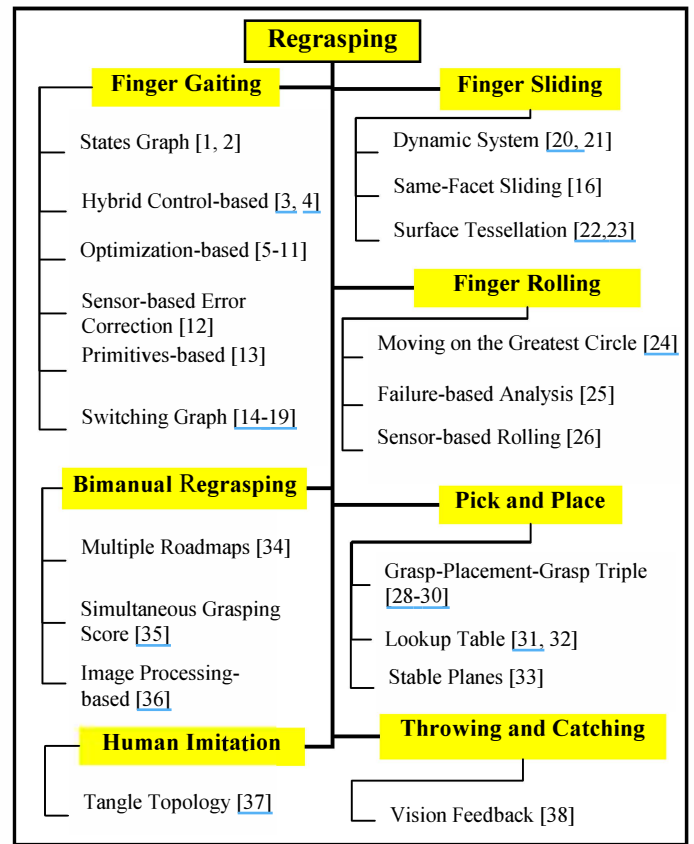 Regrasping
Finger Gaiting
States Graph [1, 2]
Hybrid Control-based [3, 4]
Optimization-based [5-11]
Sensor-based Error
Correction [12]
Primitives-based [13]
Switching Graph [14-19]
Finger Sliding
Dynamic System [20, 21]
Same-Facet Sliding [16]
Surface Tessellation [22,23]
Finger Rolling
Moving on the Greatest Circle [24]
Failure-based Analysis [25]
Sensor-based Rolling [26]
Bimanual Regrasping
Multiple Roadmaps [34]
Simultaneous Grasping
Score [35]
Image Processing-
based [36]
Pick and Place
Grasp-Placement-Grasp Triple
[28-30]
Lookup Table [31, 32]
Stable Planes [33]
Human Imitation
Tangle Topology [37]
Throwing and Catching
Vision Feedback [38]